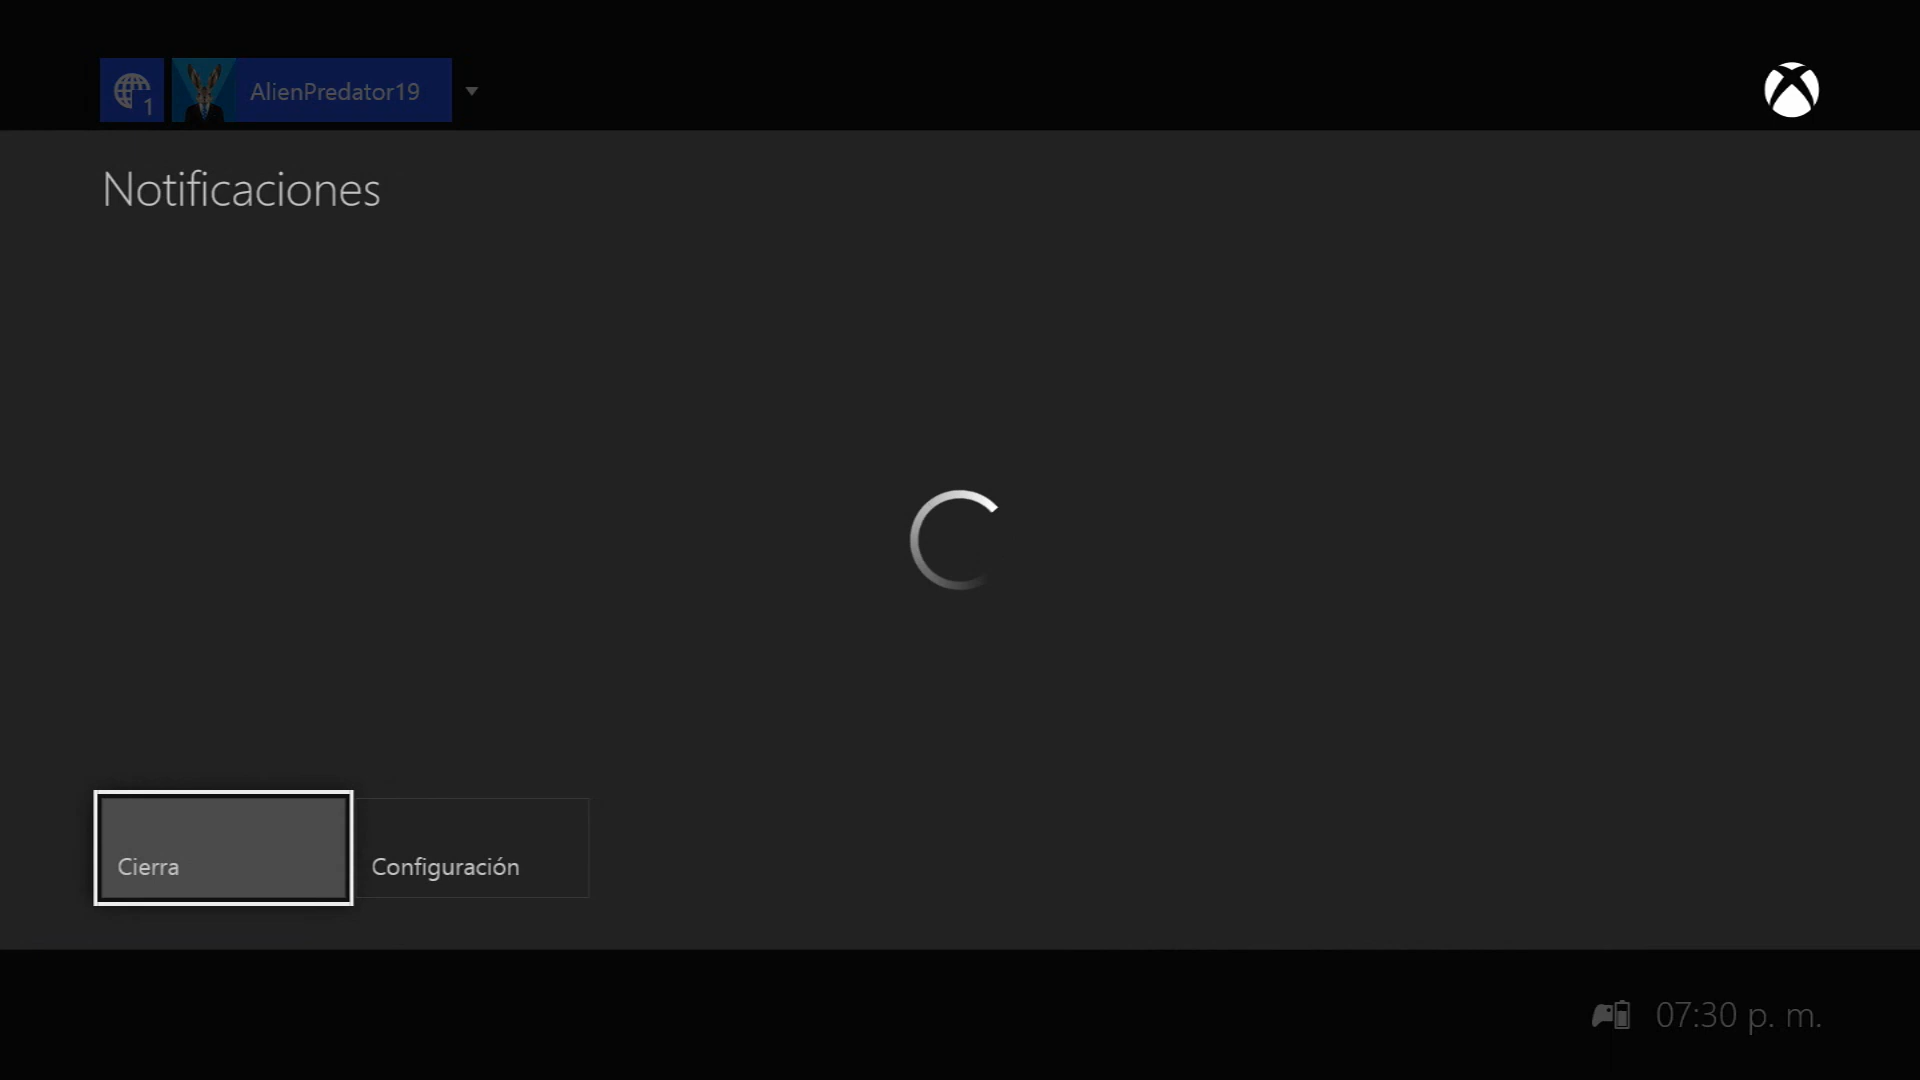 1
AlienPredator19
Notificaciones
Cierra
Configuración
07:30 p. m.